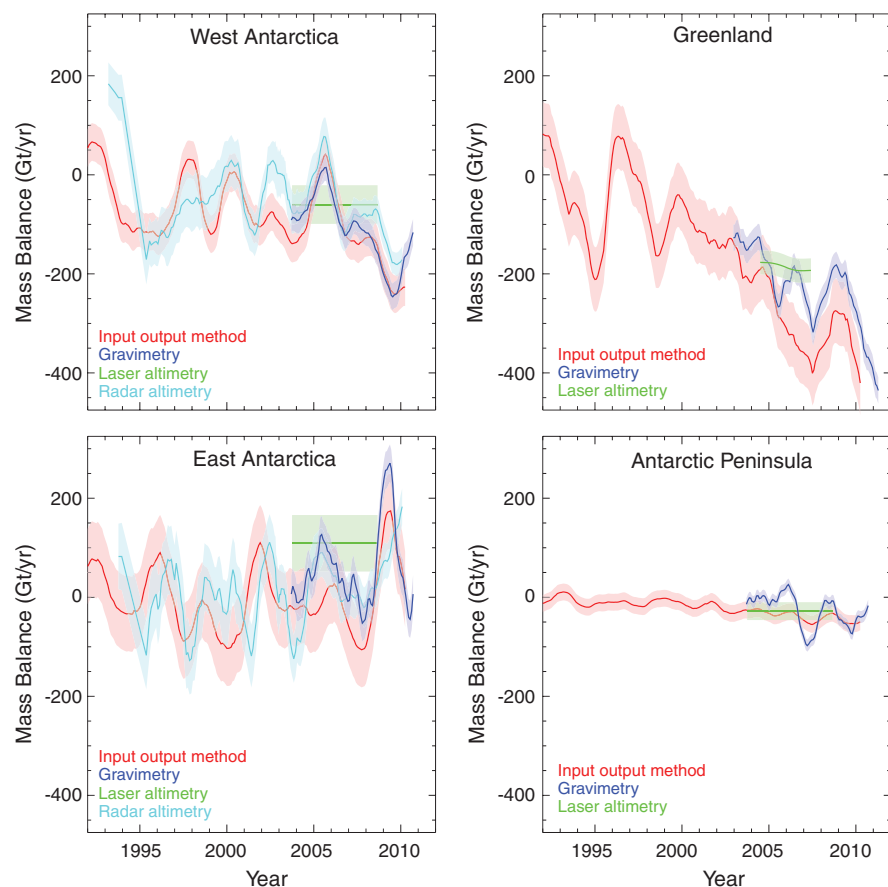 West Antarctica
Mass Balance (Gt/yr)
200
0
-200
-400
Input output method
Gravimetry
Laser altimetry
Radar altimetry
Greenland
Mass Balance (Gt/yr)
200
0
-200
-400
Input output method
Gravimetry
Laser altimetry
East Antarctica
Mass Balance (Gt/yr)
200
0
-200
-400
Input output method
Gravimetry
Laser altimetry
Radar altimetry
1995 2000 2005 2010
Year
Antarctic Peninsula
Mass Balance (Gt/yr)
200
0
-200
-400
Input output method
Gravimetry
Laser altimetry
1995 2000 2005 2010
Year